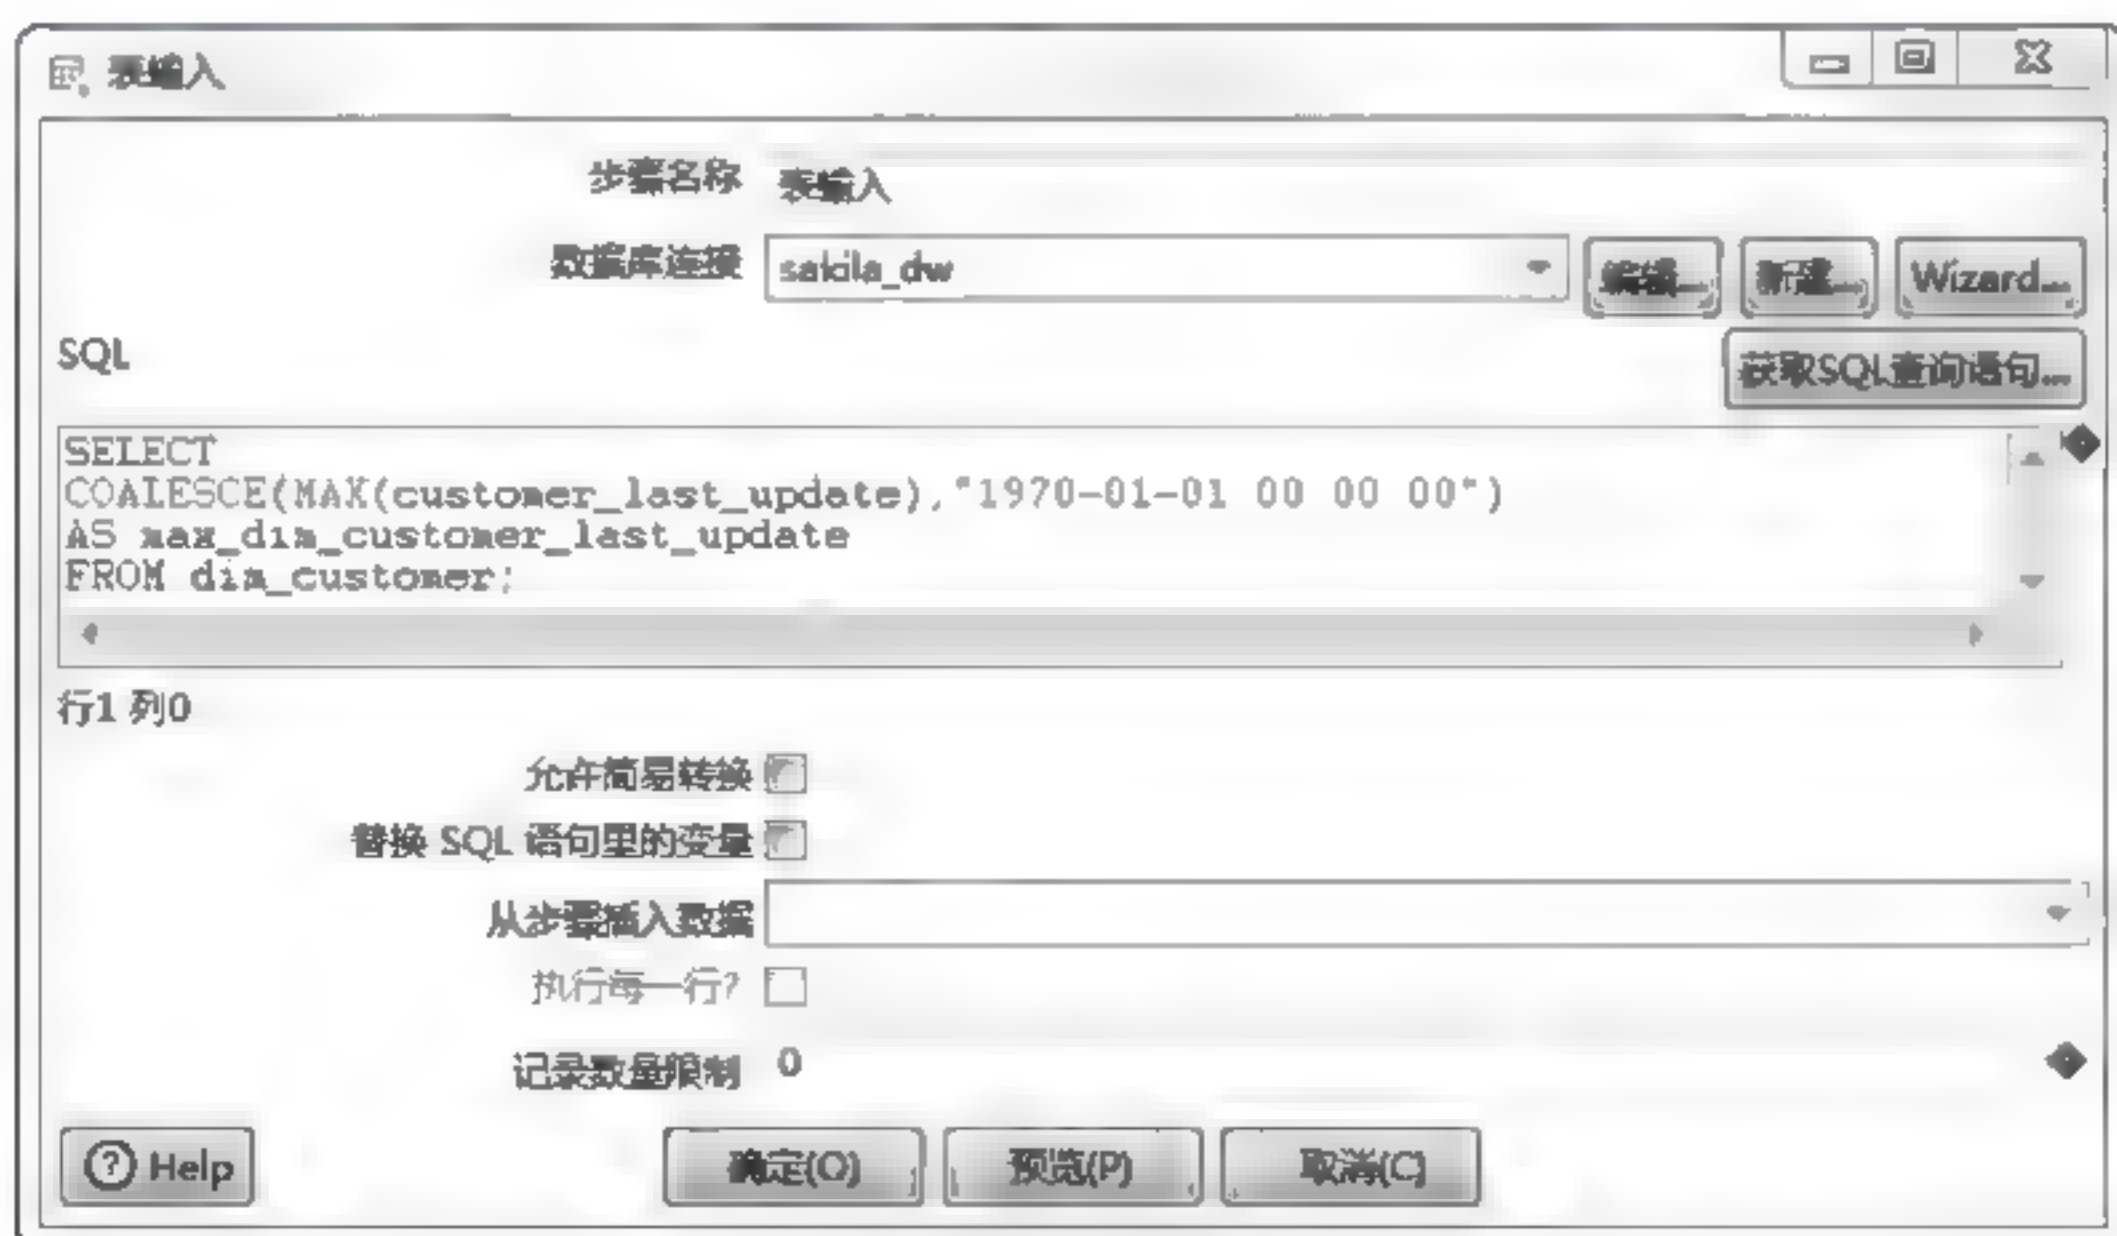 表输入
步骤名称 表输入
数据库连接 sakila_dw 编辑... 新建... Wizard...
SQL
获取SQL查询语句...
SELECT
COALESCE(MAX(customer_last_update),"1970-01-01 00 00 00")
AS max_dim_customer_last_update
FROM dim_customer;
行1 列0
允许简易转换
替换 SQL 语句里的变量
从步骤插入数据
执行每一行?
记录数量限制 0
Help 确定(O) 预览(P) 取消(C)